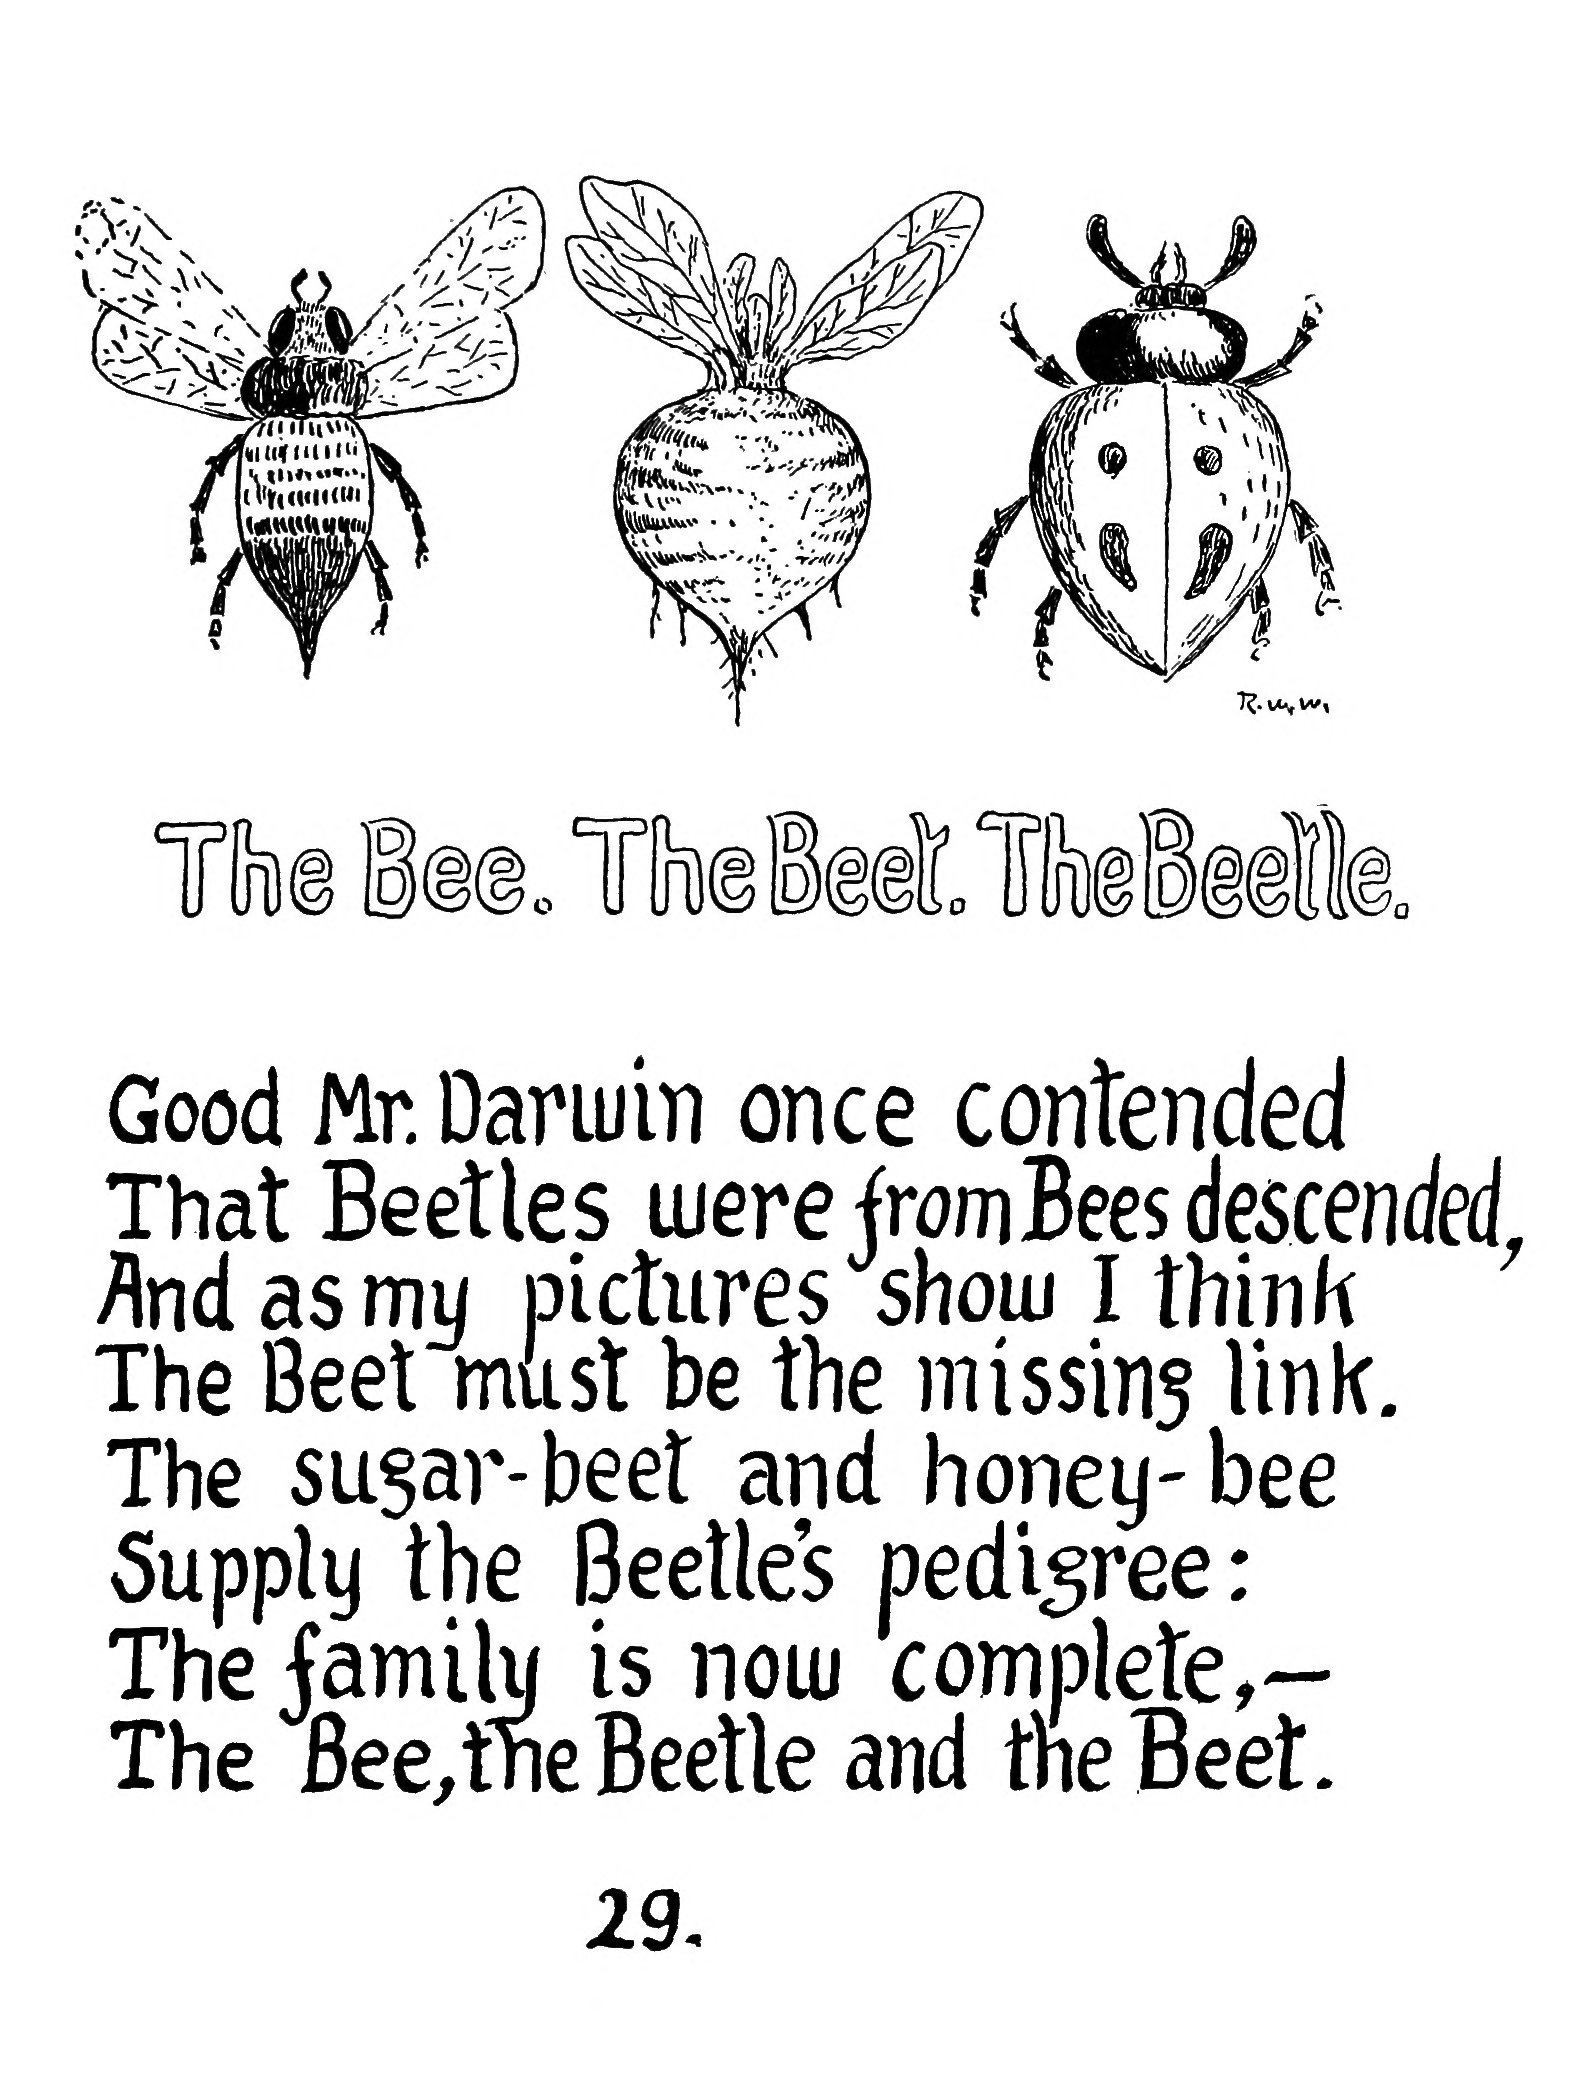 R.W.W.
The Bee. The Beet. The Beetle.
Good Mr. Darwin once contended
That Beetles were from Bees descended,
And as my pictures show I think
The Beet must be the missing link.
The sugar-beet and honey-bee
Supply the Beetle's pedigree:
The family is now complete,—
The Bee, the Beetle and the Beet.
29.